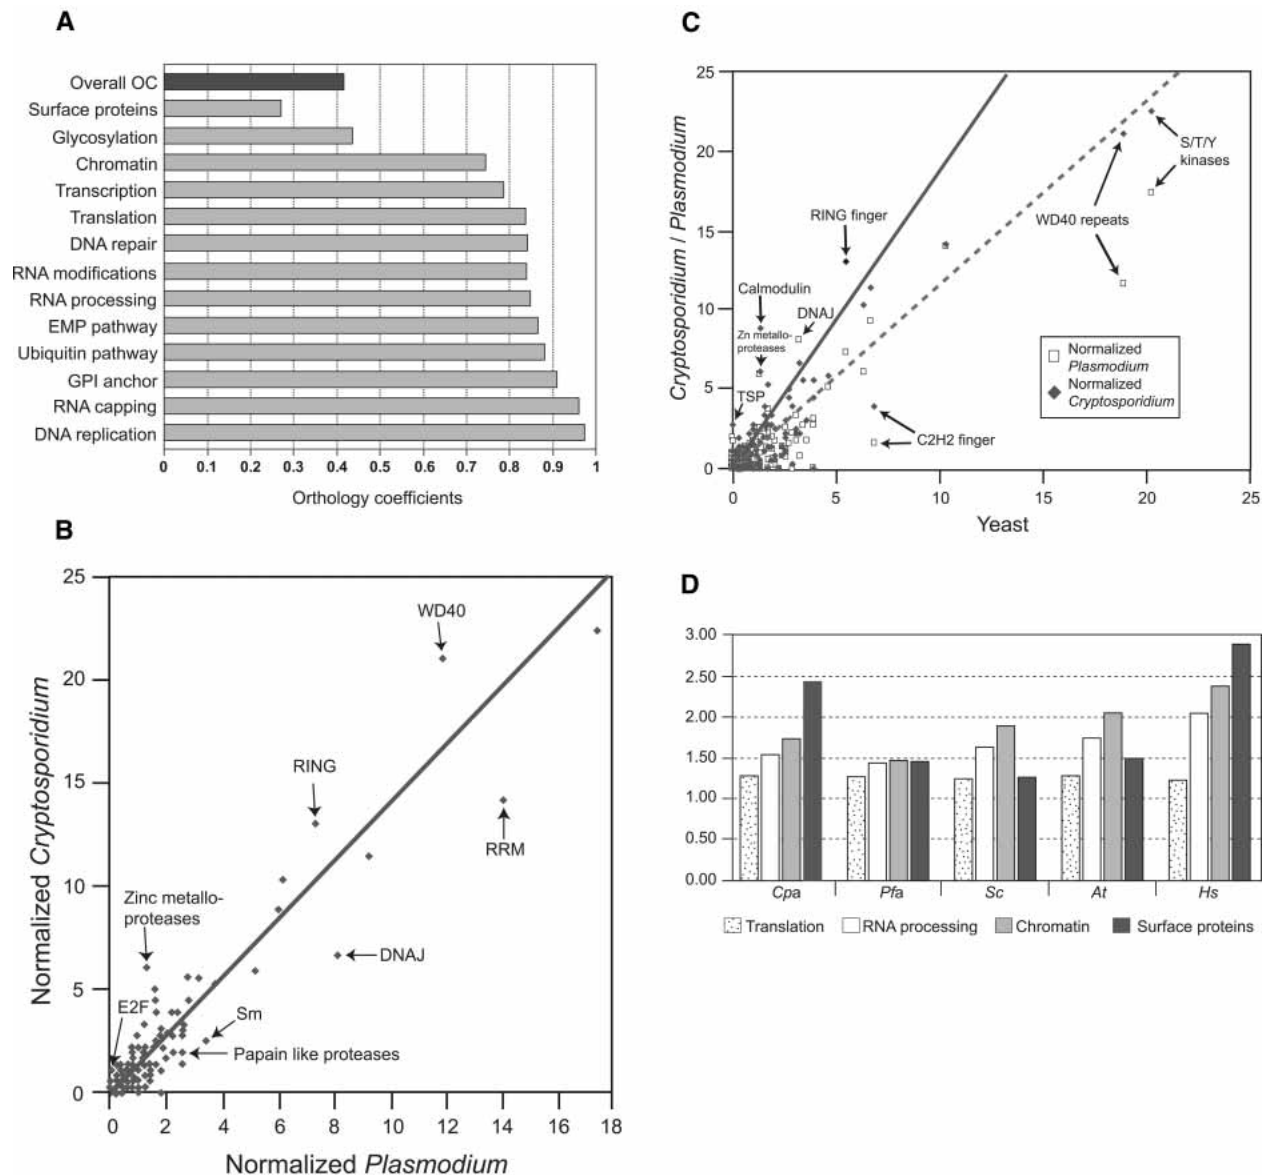 A
Overall OC
Surface proteins
Glycosylation
Chromatin
Transcription
Translation
DNA repair
RNA modifications
RNA processing
EMP pathway
Ubiquitin pathway
GPI anchor
RNA capping
DNA replication
0 0.1 0.2 0.3 0.4 0.5 0.6 0.7 0.8 0.9 1
Orthology coefficients
B
25
20
15
10
5
0
Normalized Cryptosporidium
WD40
RING
RRM
Zinc metallo-
proteases
DNAJ
E2F
Sm
Papain like proteases
0 2 4 6 8 10 12 14 16 18
Normalized Plasmodium
C
25
20
15
10
5
0
Cryptosporidium / Plasmodium
S/T/Y
kinases
RING finger
WD40 repeats
Calmodulin
DNAJ
Zn metallo-
proteases
TSP
C2H2 finger
Normalized
Plasmodium
Normalized
Cryptosporidium
0 5 10 15 20 25
Yeast
D
3.00
2.50
2.00
1.50
1.00
0.50
0.00
Cpa Pfa Sc At Hs
Translation RNA processing Chromatin Surface proteins